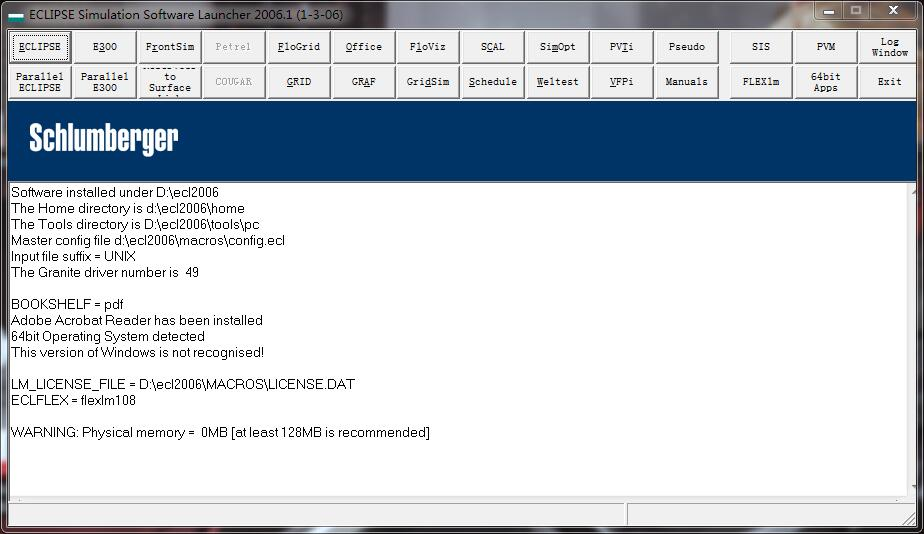 ECLIPSE Simulation Software Launcher 2006.1 (1-3-06)
ECLIPSE E300 FrontSim Petrel FloGrid Office FloViz SCAL SimOpt PVTi Pseudo SIS PVM Log Window
Parallel ECLIPSE Parallel E300 to Surface COUGAR GRID GRAF GridSim Schedule Weltest VFPi Manuals FLEXlm 64bit Apps Exit
Schlumberger
Software installed under D:\ecl2006
The Home directory is d:\ecl2006\home
The Tools directory is D:\ecl2006\tools\pc
Master config file d:\ecl2006\macros\config.ecl
Input file suffix = UNIX
The Granite driver number is  49
BOOKSHELF = pdf
Adobe Acrobat Reader has been installed
64bit Operating System detected
This version of Windows is not recognised!
LM_LICENSE_FILE = D:\ecl2006\MACROS\LICENSE.DAT
ECLFLEX = flexlm108
WARNING: Physical memory =  0MB [at least 128MB is recommended]